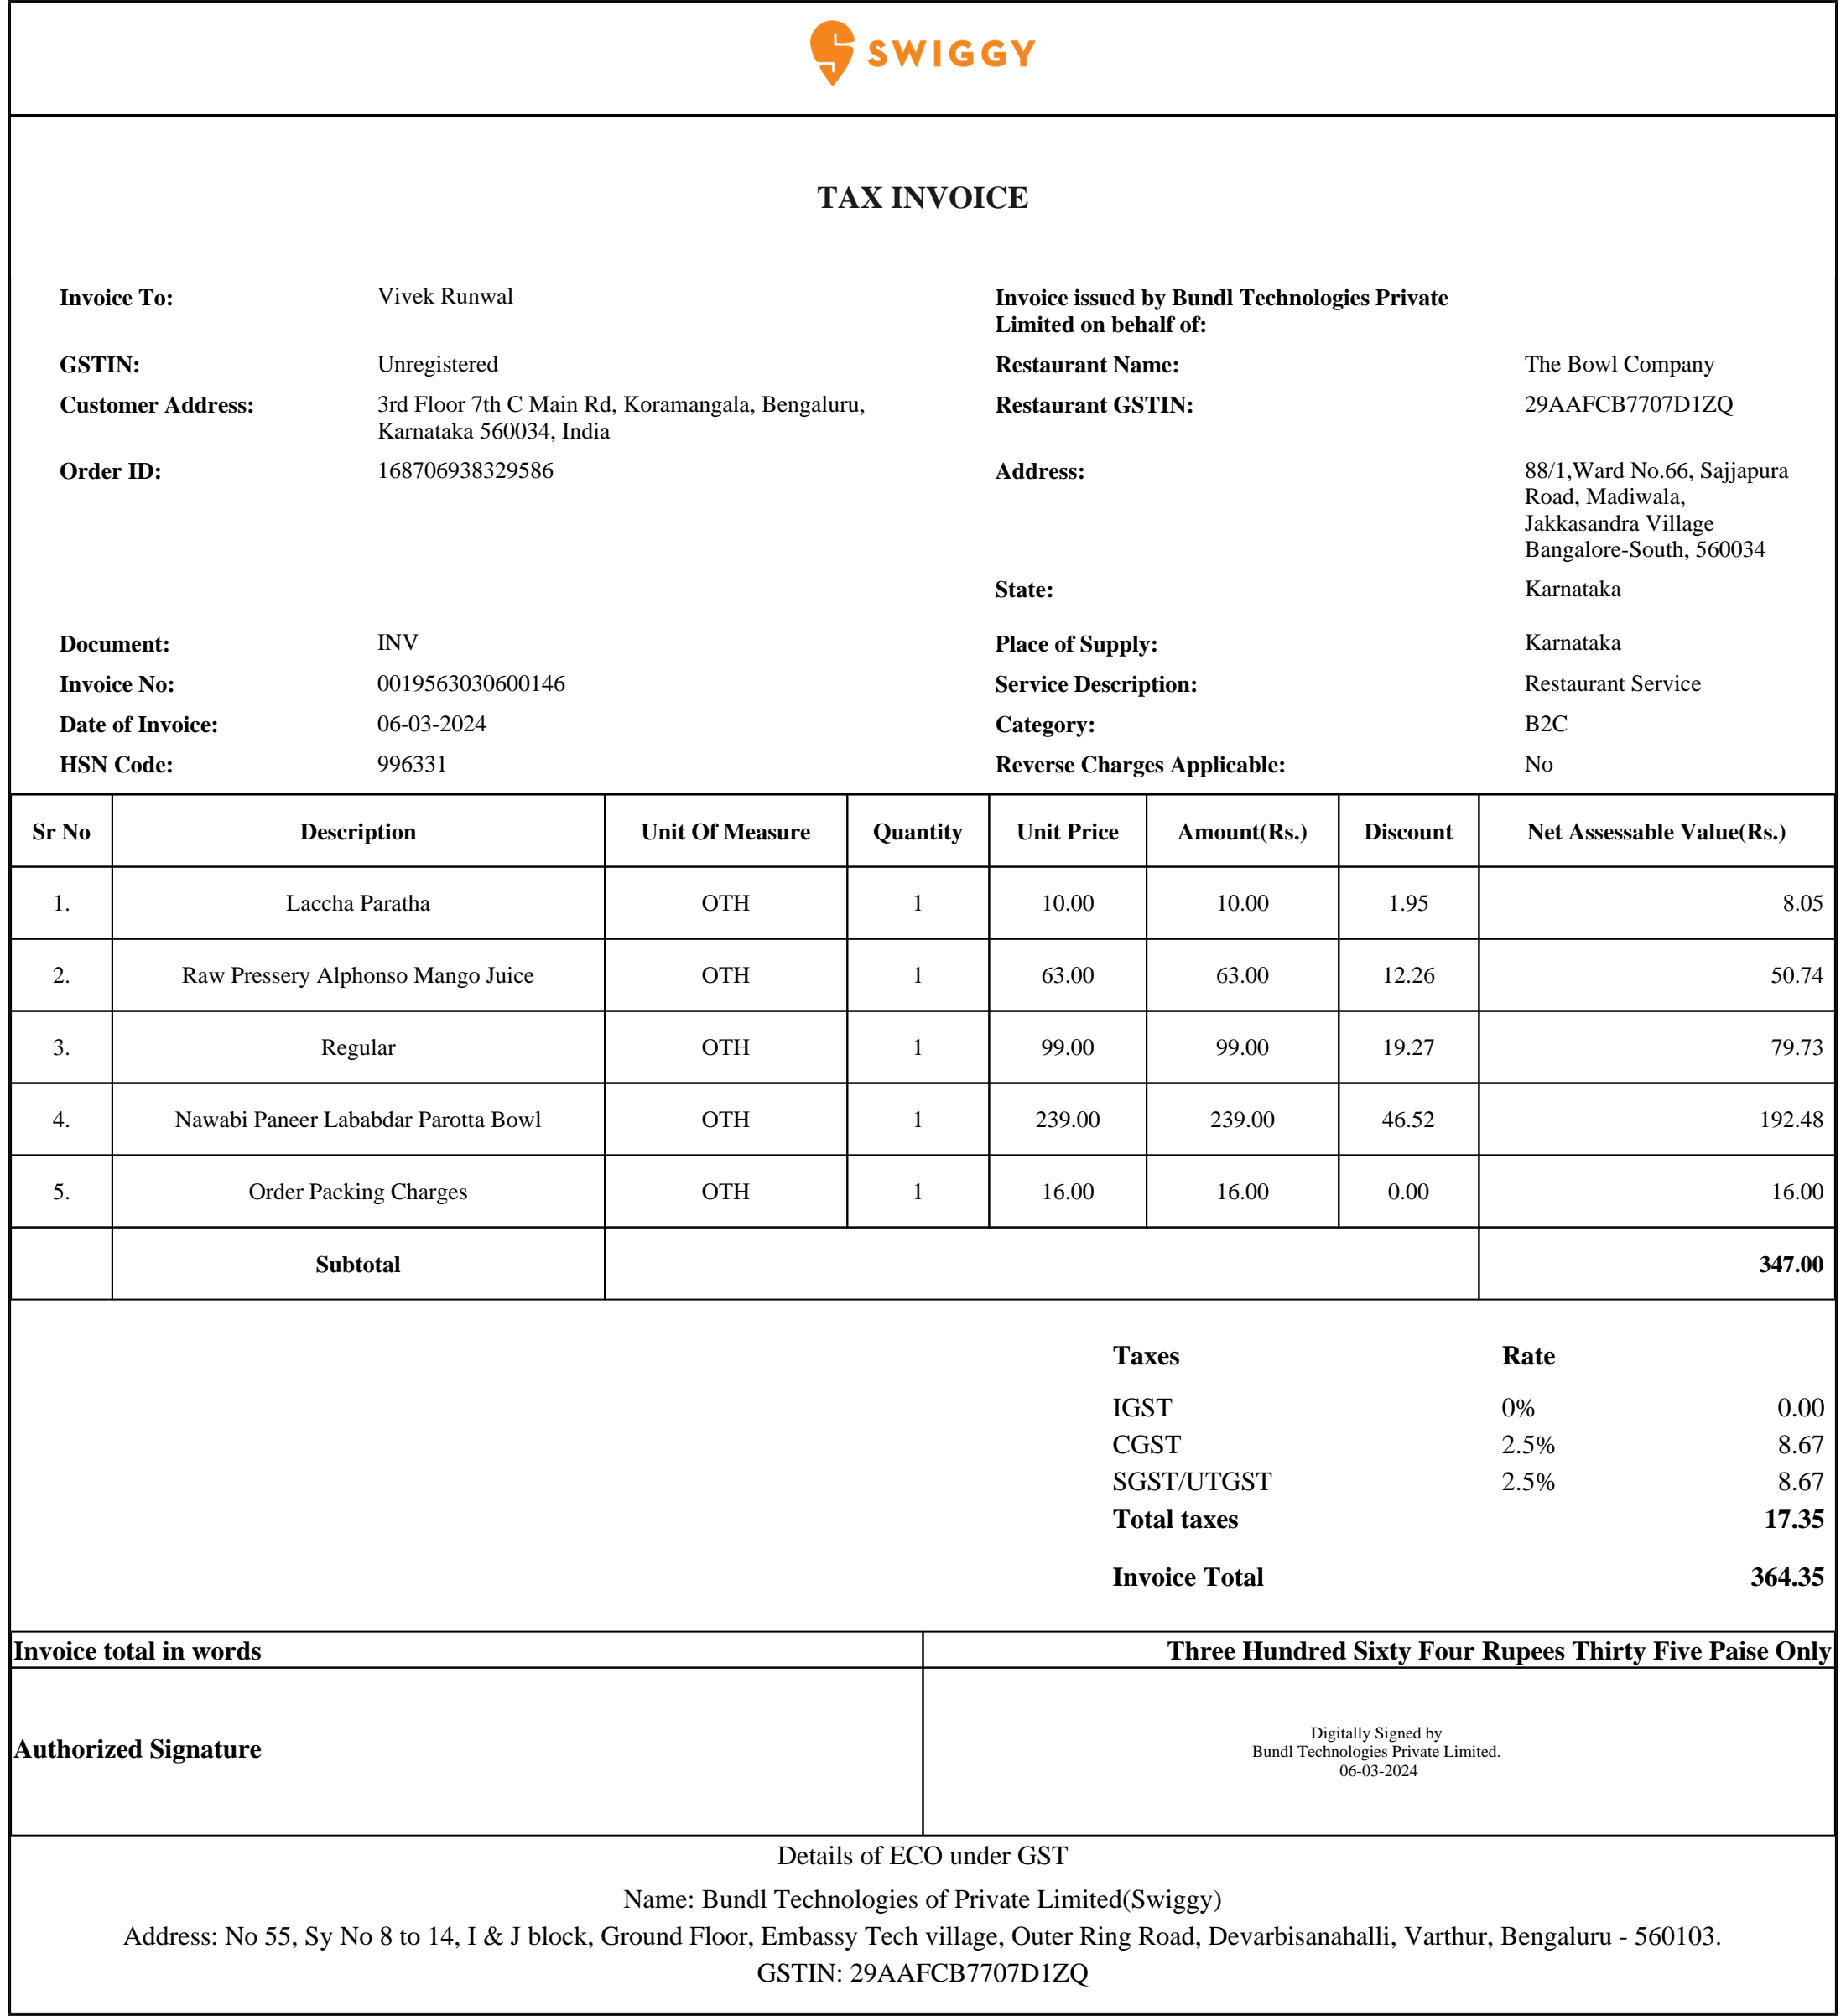 SWIGGY
TAX INVOICE
Invoice To: Vivek Runwal Invoice issued by Bundl Technologies Private
Limited on behalf of:
GSTIN: Unregistered Restaurant Name: The Bowl Company
Customer Address: 3rd Floor 7th C Main Rd, Koramangala, Bengaluru, Restaurant GSTIN: 29AAFCB7707D1ZQ
Karnataka 560034, India
Order ID: 168706938329586 Address: 88/1,Ward No.66, Sajjapura
Road, Madiwala,
Jakkasandra Village
Bangalore-South, 560034
State: Karnataka
Document: INV Place of Supply: Karnataka
Invoice No: 0019563030600146 Service Description: Restaurant Service
Date of Invoice: 06-03-2024 Category: B2C
HSN Code: 996331 Reverse Charges Applicable: No
Sr No Description Unit Of Measure Quantity Unit Price Amount(Rs.) Discount Net Assessable Value(Rs.)
1. Laccha Paratha OTH 1 10.00 10.00 1.95 8.05
2. Raw Pressery Alphonso Mango Juice OTH 1 63.00 63.00 12.26 50.74
3. Regular OTH 1 99.00 99.00 19.27 79.73
4. Nawabi Paneer Lababdar Parotta Bowl OTH 1 239.00 239.00 46.52 192.48
5. Order Packing Charges OTH 1 16.00 16.00 0.00 16.00
Subtotal 347.00
Taxes Rate
IGST 0% 0.00
CGST 2.5% 8.67
SGST/UTGST 2.5% 8.67
Total taxes 17.35
Invoice Total 364.35
Invoice total in words Three Hundred Sixty Four Rupees Thirty Five Paise Only
Authorized Signature Digitally Signed by
Bundl Technologies Private Limited.
06-03-2024
Details of ECO under GST
Name: Bundl Technologies of Private Limited(Swiggy)
Address: No 55, Sy No 8 to 14, I & J block, Ground Floor, Embassy Tech village, Outer Ring Road, Devarbisanahalli, Varthur, Bengaluru - 560103.
GSTIN: 29AAFCB7707D1ZQ